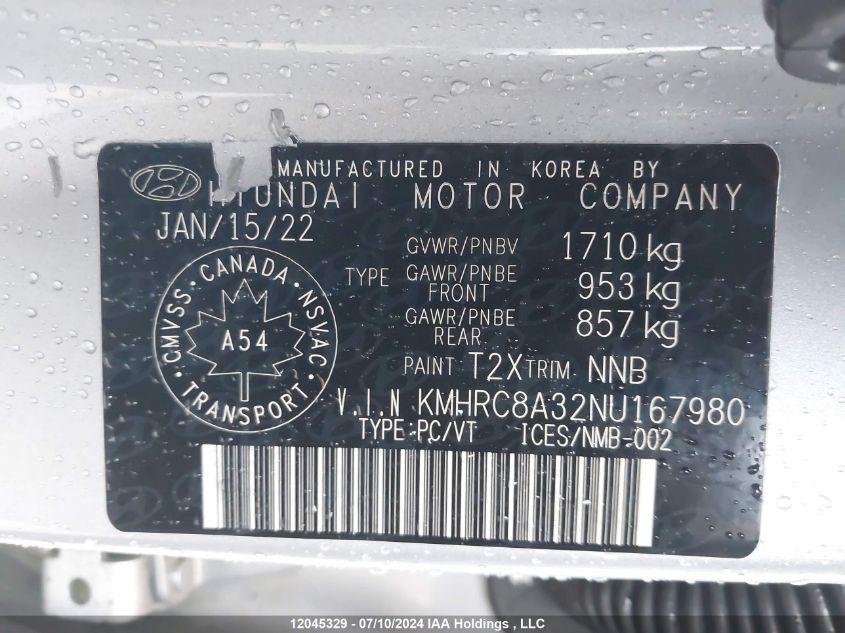 MANUFACTURED IN KOREA BY
HYUNDAI MOTOR COMPANY
JAN/15/22
GVWR/PNBV 1710 kg
TYPE GAWR/PNBE FRONT 953 kg
GAWR/PNBE REAR 857 kg
PAINT T2X TRIM NNB
V.I.N KMHRC8A32NU167980
TYPE:PC/VT ICES/NMB-002
CMVSS · CANADA · NSVAC · TRANSPORT ·
A54
12045329 - 07/10/2024 IAA Holdings , LLC